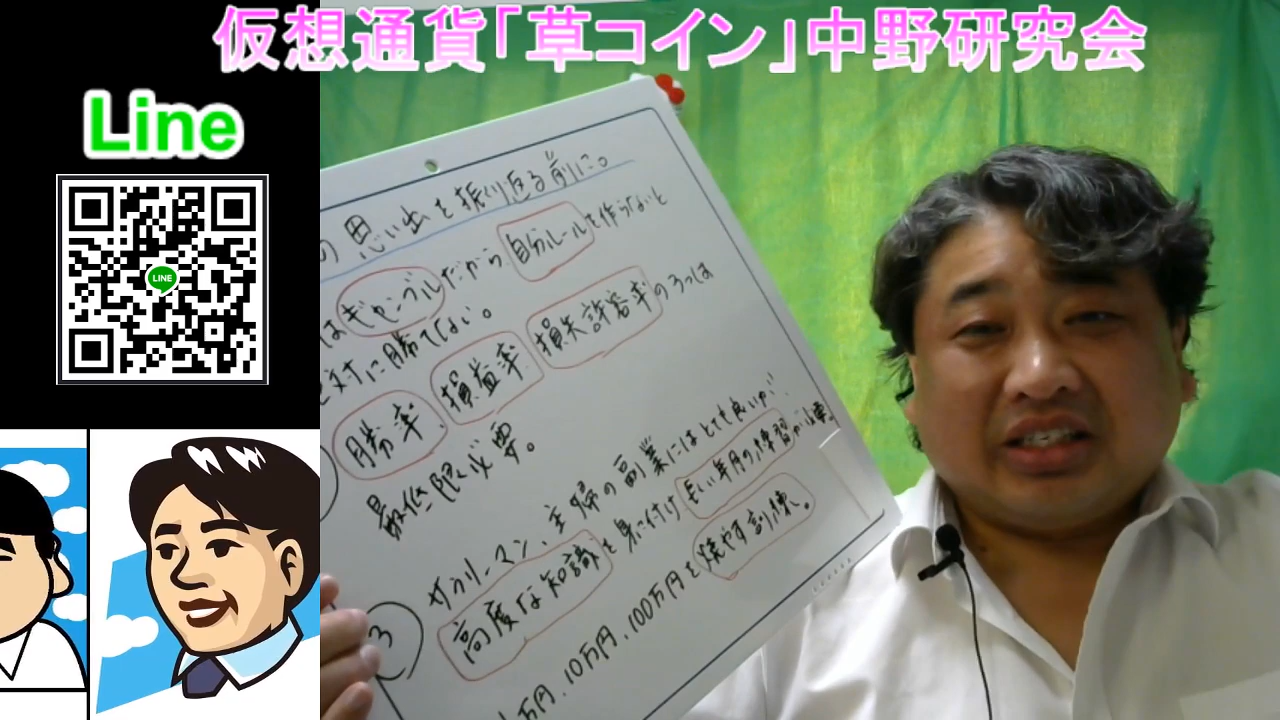 仮想通貨「草コイン」中野研究会
Line
LINE
の思い出を振り返る前に。
はギャンブルだから自分ルールを作らないと
絶対に勝てない。
勝率、損益率、損失許容率の3つは
最低限必要。
3
サラリーマン、主婦の副業にはとても良いが、
高度な知識を身に付け長い年月の練習が必要。
1万円、10万円、100万円を燃やす訓練。